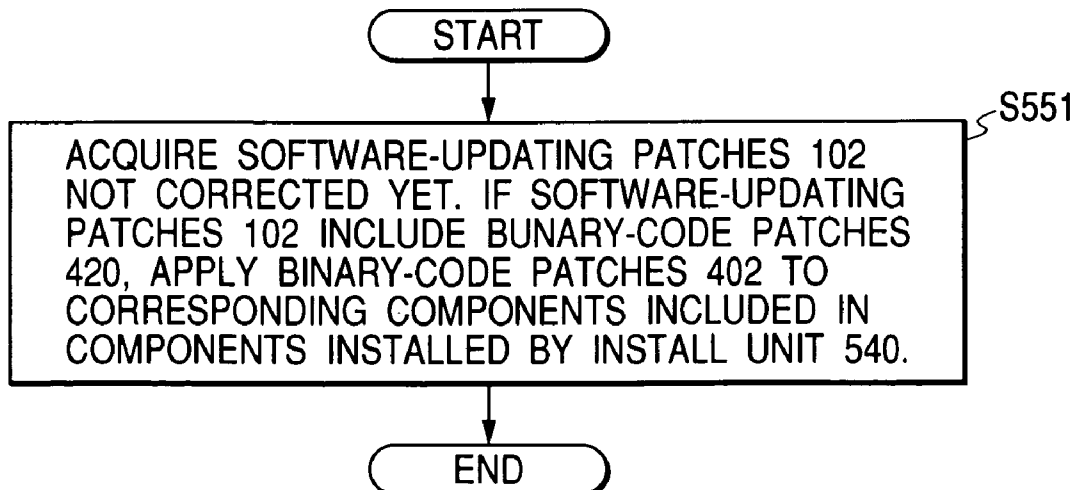 START
S551
ACQUIRE SOFTWARE-UPDATING PATCHES 102
NOT CORRECTED YET. IF SOFTWARE-UPDATING
PATCHES 102 INCLUDE BUNARY-CODE PATCHES
420, APPLY BINARY-CODE PATCHES 402 TO
CORRESPONDING COMPONENTS INCLUDED IN
COMPONENTS INSTALLED BY INSTALL UNIT 540.
END